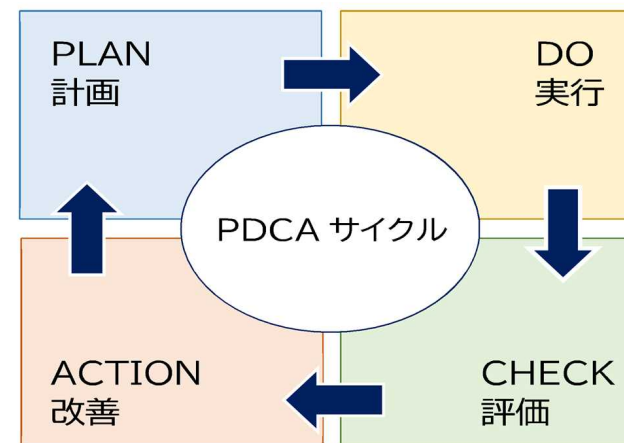 PLAN
計画
DO
実行
PDCA サイクル
ACTION
改善
CHECK
評価